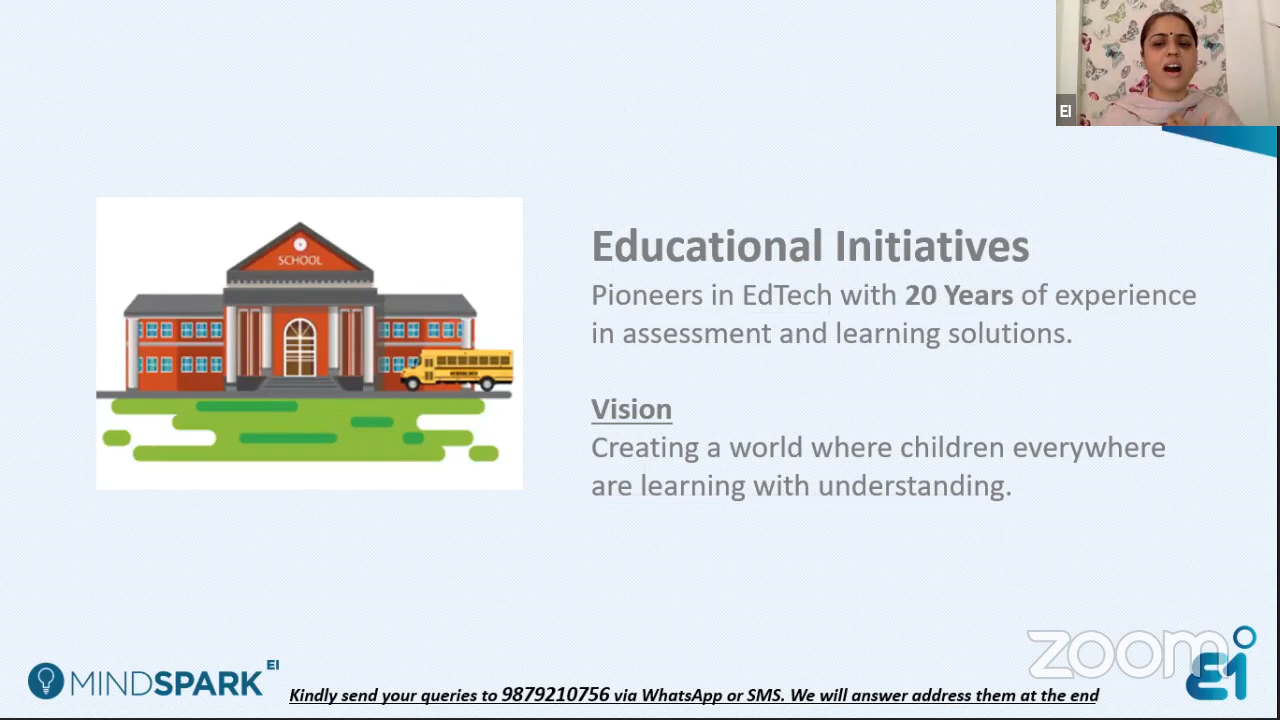 EI
SCHOOL
Educational Initiatives
Pioneers in EdTech with 20 Years of experience
in assessment and learning solutions.
Vision
Creating a world where children everywhere
are learning with understanding.
zoom
EI
MINDSPARK EI
Kindly send your queries to 9879210756 via WhatsApp or SMS. We will answer address them at the end